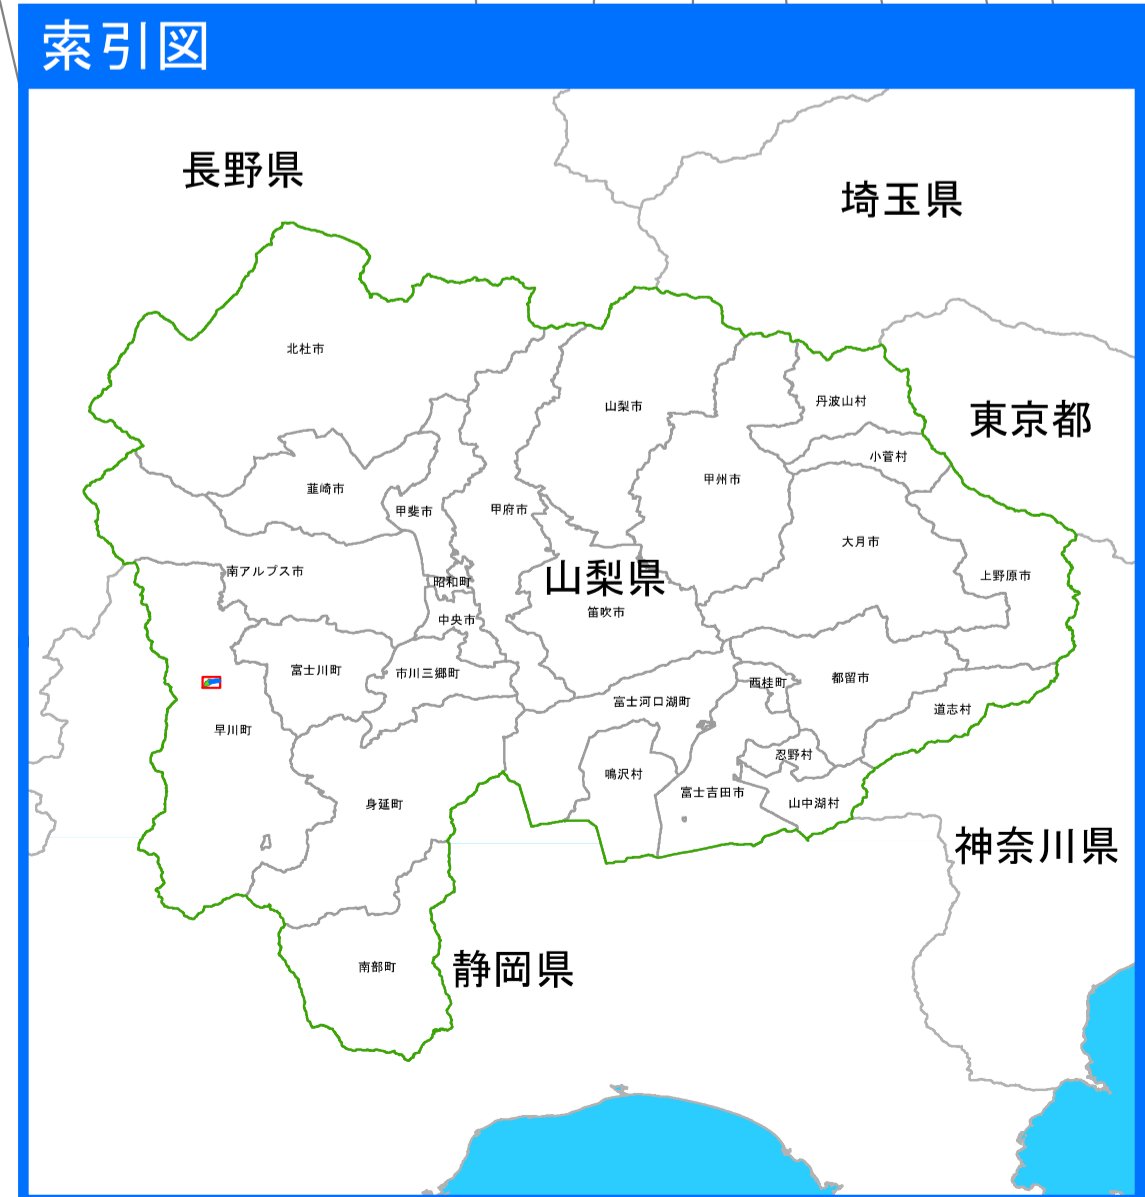 索引図
長野県
埼玉県
北杜市
山梨市
丹波山村
東京都
小菅村
甲州市
韮崎市
甲斐市
甲府市
大月市
南アルプス市
昭和町
山梨県
上野原市
笛吹市
中央市
富士川町
市川三郷町
西桂町
都留市
富士河口湖町
道志村
早川町
忍野村
鳴沢村
富士吉田市
山中湖村
身延町
神奈川県
南部町
静岡県